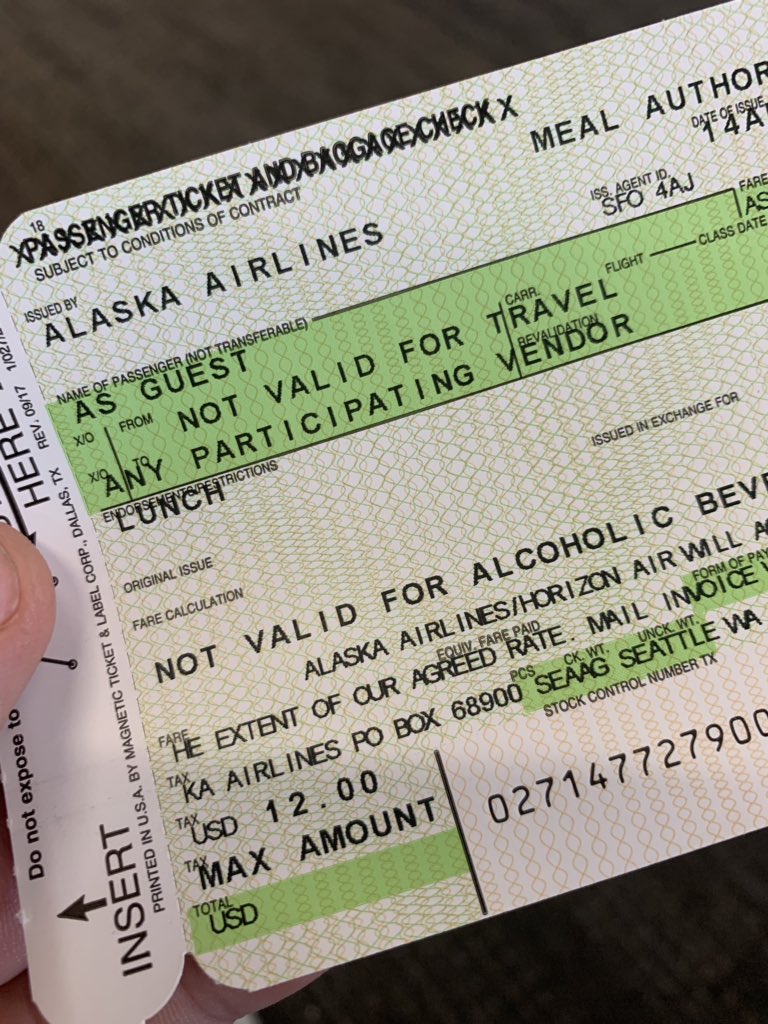 18
XPASSENGERXTICKETXANDXBAGGAGEXCHECKX
MEAL AUTHOR
SUBJECT TO CONDITIONS OF CONTRACT
DATE OF ISSUE
14A
ISS. AGENT ID.
SFO 4AJ
ISSUED BY
ALASKA AIRLINES
FARE
AS
NAME OF PASSENGER (NOT TRANSFERABLE)
FLIGHT
CLASS DATE
AS GUEST
CARR.
X/O FROM NOT VALID FOR TRAVEL
REVALIDATION
X/O TO
ANY PARTICIPATING VENDOR
ENDORSEMENTS/RESTRICTIONS
LUNCH
ISSUED IN EXCHANGE FOR
ORIGINAL ISSUE
FARE CALCULATION
NOT VALID FOR ALCOHOLIC BEV
ALASKA AIRLINES/HORIZON AIR WILL
FORM OF PAY
EQUIV. FARE PAID
FARE
HE EXTENT OF OUR AGREED RATE. MAIL INVOICE
PCS CK. WT. UNCK. WT.
TAX
KA AIRLINES PO BOX 68900 SEAAG SEATTLE WA
STOCK CONTROL NUMBER TX
TAX
USD 12.00
027147727900
TAX
MAX AMOUNT
TOTAL
USD
HERE
REV. 09/17
INSERT
PRINTED IN U.S.A. BY MAGNETIC TICKET & LABEL CORP., DALLAS, TX
Do not expose to